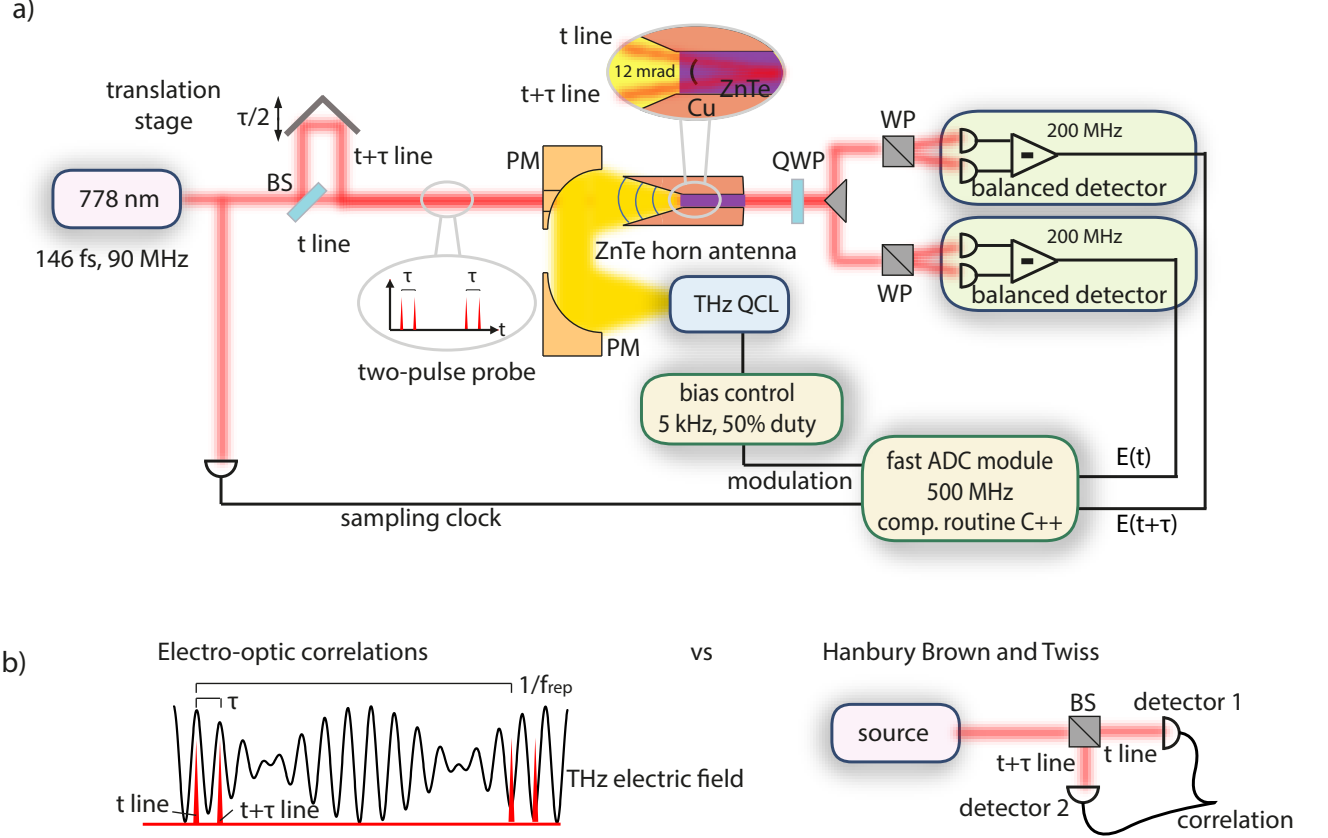 a)
t line
12 mrad
ZnTe
t+τ line
Cu
translation
stage
τ/2
t+τ line
PM
WP
200 MHz
balanced detector
QWP
778 nm
BS
t line
146 fs, 90 MHz
ZnTe horn antenna
200 MHz
balanced detector
WP
τ
τ
t
two-pulse probe
THz QCL
PM
bias control
5 kHz, 50% duty
modulation
fast ADC module
500 MHz
comp. routine C++
E(t)
E(t+τ)
sampling clock
b)
Electro-optic correlations
vs
Hanbury Brown and Twiss
1/frep
τ
THz electric field
t line
t+τ line
source
BS
detector 1
t+τ line
t line
detector 2
correlation